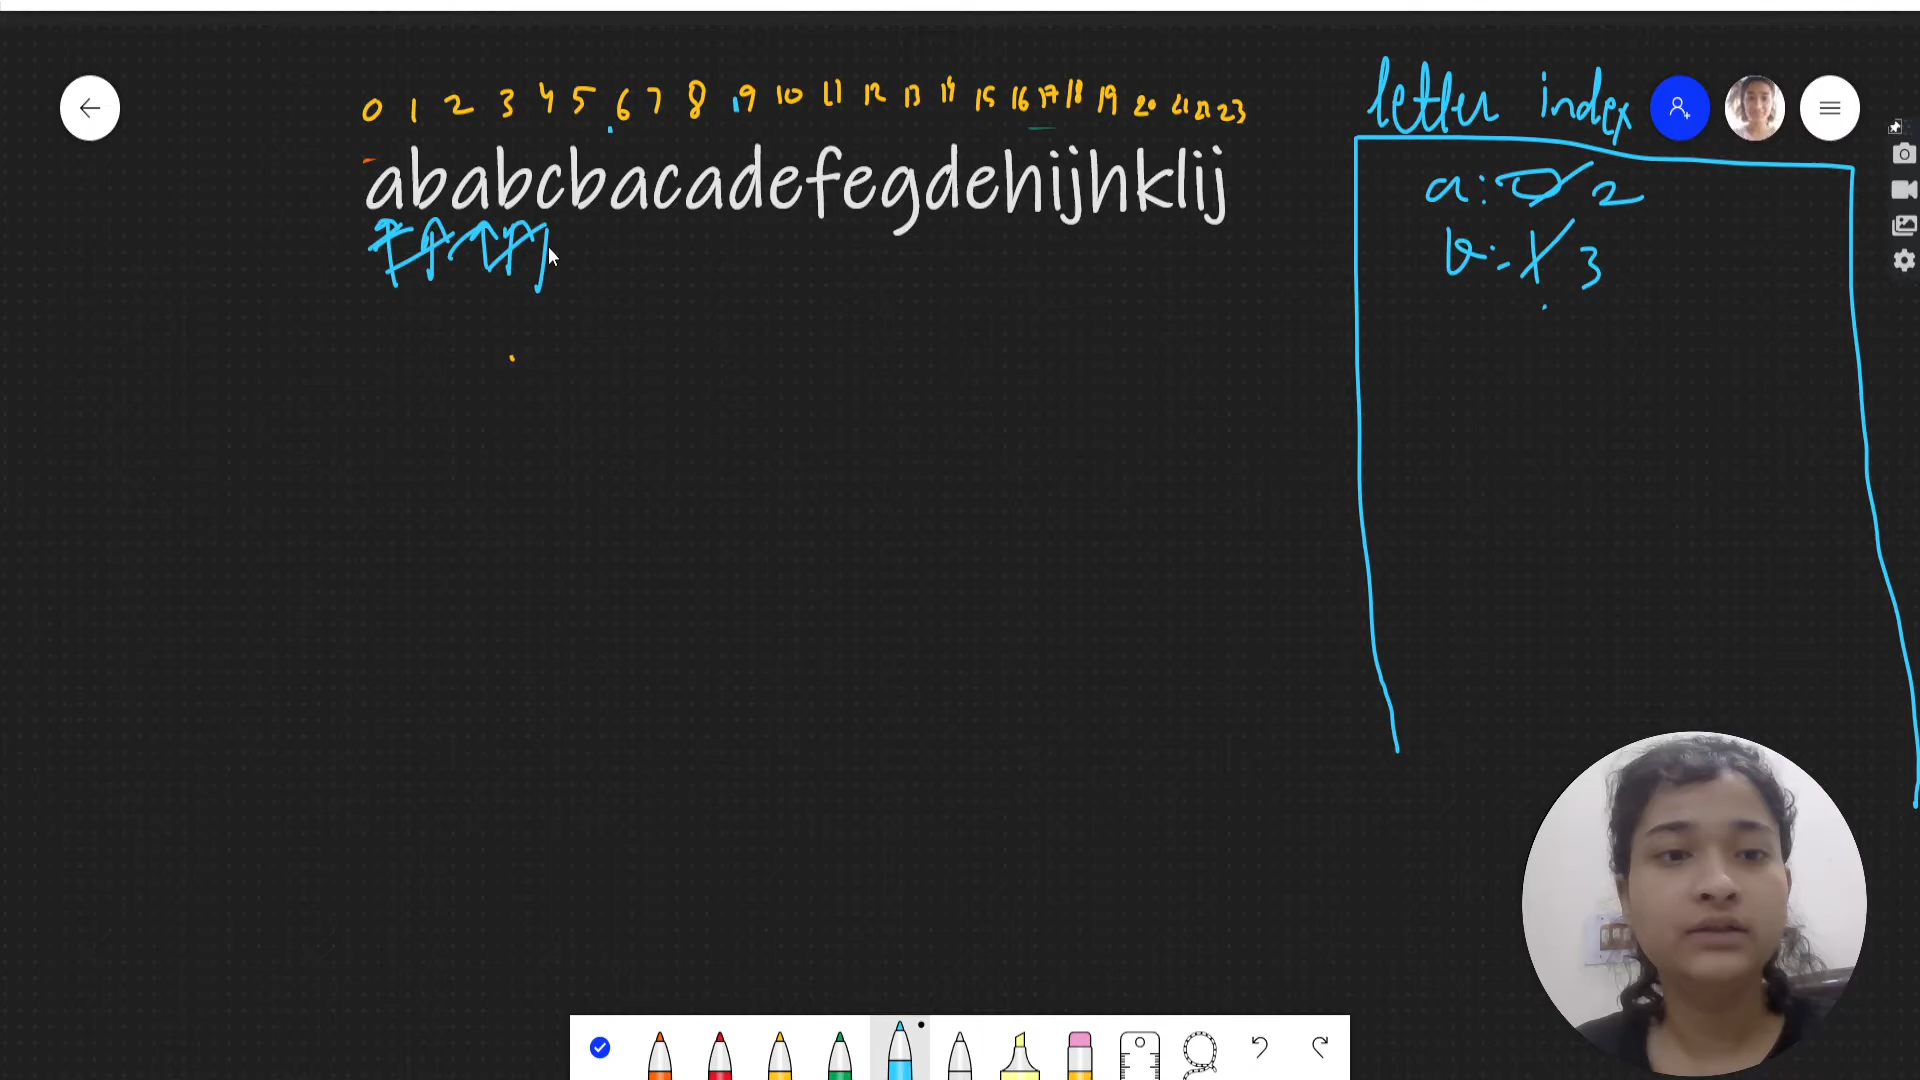 letter index
0 1 2 3 4 5 6 7 8 9 10 11 12 13 14 15 16 17 18 19 20 21 22 23
ababcbacadefegdehijhklij
a: 0 2
b: 1 3